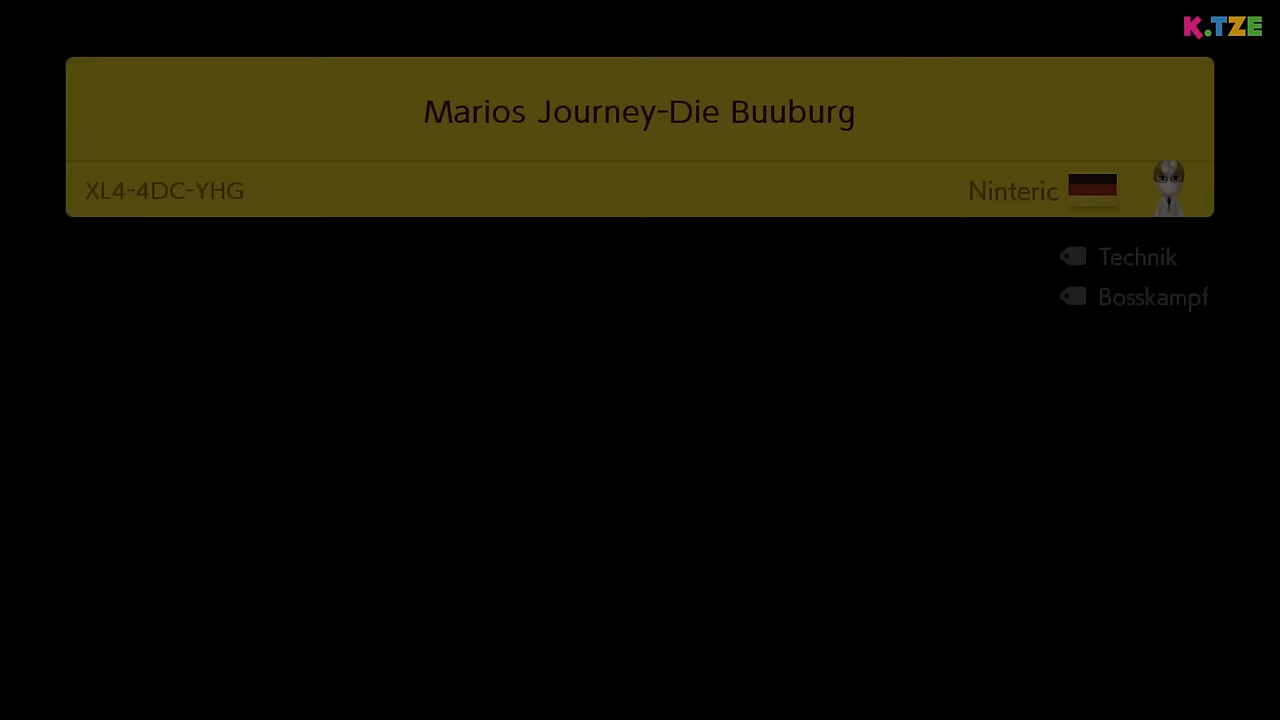 K.TZE
Marios Journey-Die Buuburg
XL4-4DC-YHG
Ninteric
Technik
Bosskampf